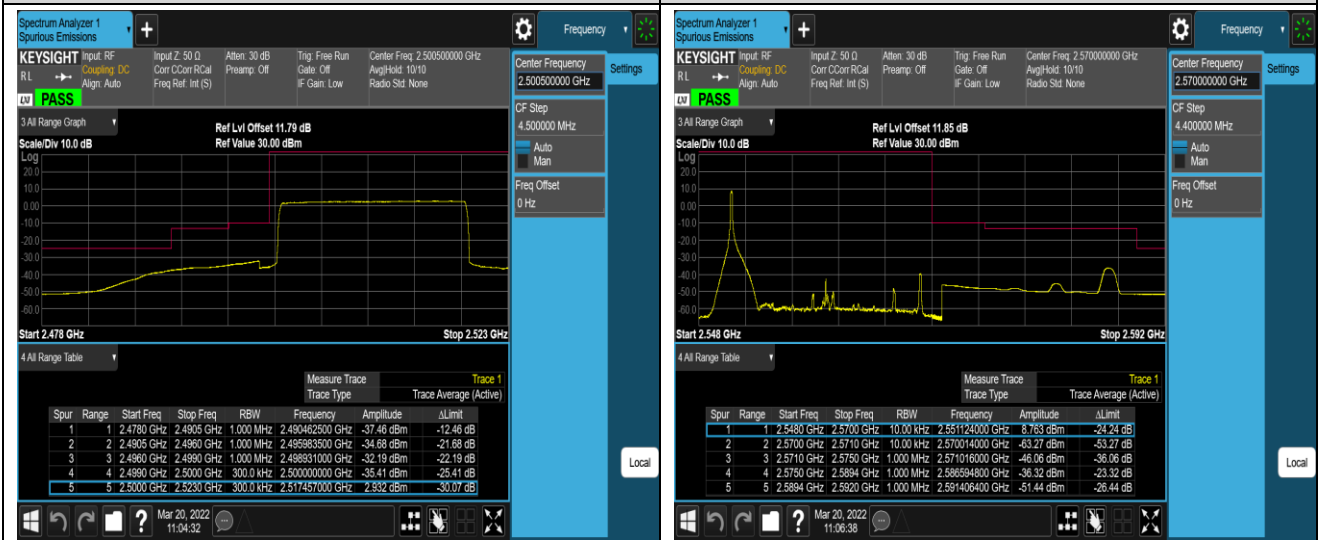 Spectrum Analyzer 1
Spurious Emissions
+
Frequency
KEYSIGHT Input: RF Input Z: 50 Ω Atten: 30 dB Trig: Free Run Center Freq: 2.500500000 GHz
RL Coupling: DC Corr CCorr RCal Preamp: Off Gate: Off Avg|Hold: 10/10
Align: Auto Freq Ref: Int (S) IF Gain: Low Radio Std: None
LXI PASS
3 All Range Graph
Ref Lvl Offset 11.79 dB
Scale/Div 10.0 dB Ref Value 30.00 dBm
Log
20.0
10.0
0.00
-10.0
-20.0
-30.0
-40.0
-50.0
-60.0
Start 2.478 GHz Stop 2.523 GHz
4 All Range Table
Measure Trace Trace 1
Trace Type Trace Average (Active)
Spur Range Start Freq Stop Freq RBW Frequency Amplitude ΔLimit
1 1 2.4780 GHz 2.4905 GHz 1.000 MHz 2.490462500 GHz -37.46 dBm -12.46 dB
2 2 2.4905 GHz 2.4960 GHz 1.000 MHz 2.495983500 GHz -34.68 dBm -21.68 dB
3 3 2.4960 GHz 2.4990 GHz 1.000 MHz 2.498931000 GHz -32.19 dBm -22.19 dB
4 4 2.4990 GHz 2.5000 GHz 300.0 kHz 2.500000000 GHz -35.41 dBm -25.41 dB
5 5 2.5000 GHz 2.5230 GHz 300.0 kHz 2.517457000 GHz 2.932 dBm -30.07 dB
Center Frequency
2.500500000 GHz
Settings
CF Step
4.500000 MHz
Auto
Man
Freq Offset
0 Hz
Local
?
Mar 20, 2022
11:04:32
Spectrum Analyzer 1
Spurious Emissions
+
Frequency
KEYSIGHT Input: RF Input Z: 50 Ω Atten: 30 dB Trig: Free Run Center Freq: 2.570000000 GHz
RL Coupling: DC Corr CCorr RCal Preamp: Off Gate: Off Avg|Hold: 10/10
Align: Auto Freq Ref: Int (S) IF Gain: Low Radio Std: None
LXI PASS
3 All Range Graph
Ref Lvl Offset 11.85 dB
Scale/Div 10.0 dB Ref Value 30.00 dBm
Log
20.0
10.0
0.00
-10.0
-20.0
-30.0
-40.0
-50.0
-60.0
Start 2.548 GHz Stop 2.592 GHz
4 All Range Table
Measure Trace Trace 1
Trace Type Trace Average (Active)
Spur Range Start Freq Stop Freq RBW Frequency Amplitude ΔLimit
1 1 2.5480 GHz 2.5700 GHz 10.00 kHz 2.551124000 GHz 8.763 dBm -24.24 dB
2 2 2.5700 GHz 2.5710 GHz 10.00 kHz 2.570014000 GHz -63.27 dBm -53.27 dB
3 3 2.5710 GHz 2.5750 GHz 1.000 MHz 2.571016000 GHz -46.06 dBm -36.06 dB
4 4 2.5750 GHz 2.5894 GHz 1.000 MHz 2.586594800 GHz -36.32 dBm -23.32 dB
5 5 2.5894 GHz 2.5920 GHz 1.000 MHz 2.591406400 GHz -51.44 dBm -26.44 dB
Center Frequency
2.570000000 GHz
Settings
CF Step
4.400000 MHz
Auto
Man
Freq Offset
0 Hz
Local
?
Mar 20, 2022
11:06:38